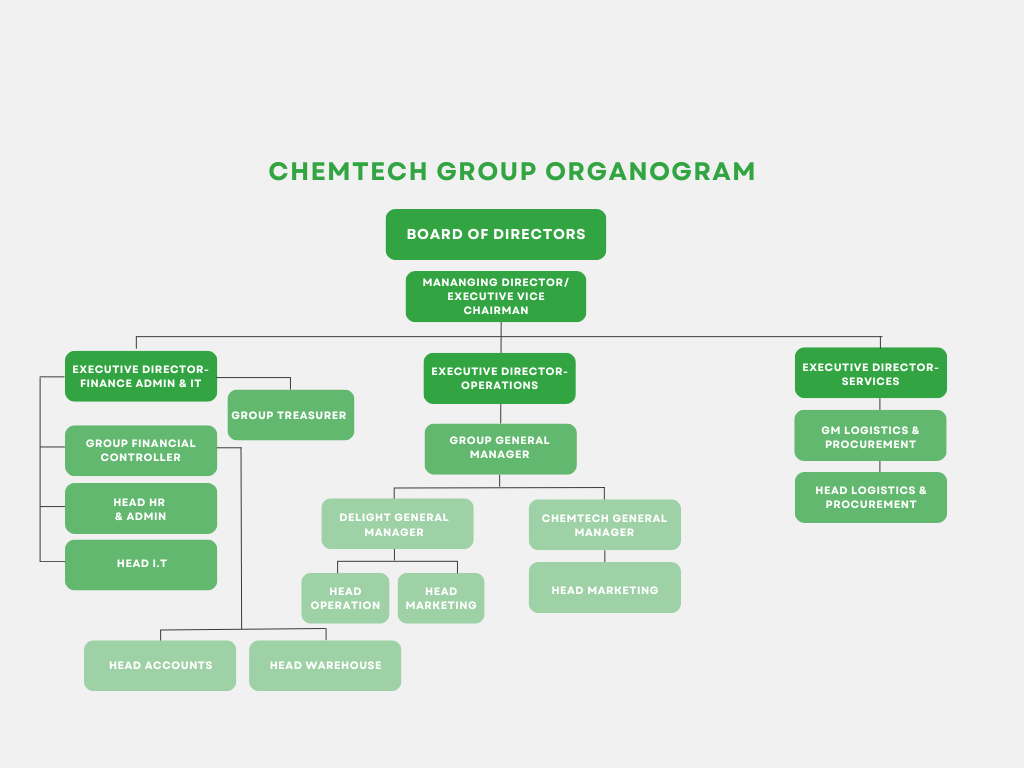 CHEMTECH GROUP ORGANOGRAM
BOARD OF DIRECTORS
MANANGING DIRECTOR/
EXECUTIVE VICE
CHAIRMAN
EXECUTIVE DIRECTOR-
FINANCE ADMIN & IT
GROUP TREASURER
GROUP FINANCIAL
CONTROLLER
HEAD HR
& ADMIN
HEAD I.T
HEAD ACCOUNTS
HEAD WAREHOUSE
EXECUTIVE DIRECTOR-
OPERATIONS
GROUP GENERAL
MANAGER
DELIGHT GENERAL
MANAGER
HEAD
OPERATION
HEAD
MARKETING
CHEMTECH GENERAL
MANAGER
HEAD MARKETING
EXECUTIVE DIRECTOR-
SERVICES
GM LOGISTICS &
PROCUREMENT
HEAD LOGISTICS &
PROCUREMENT